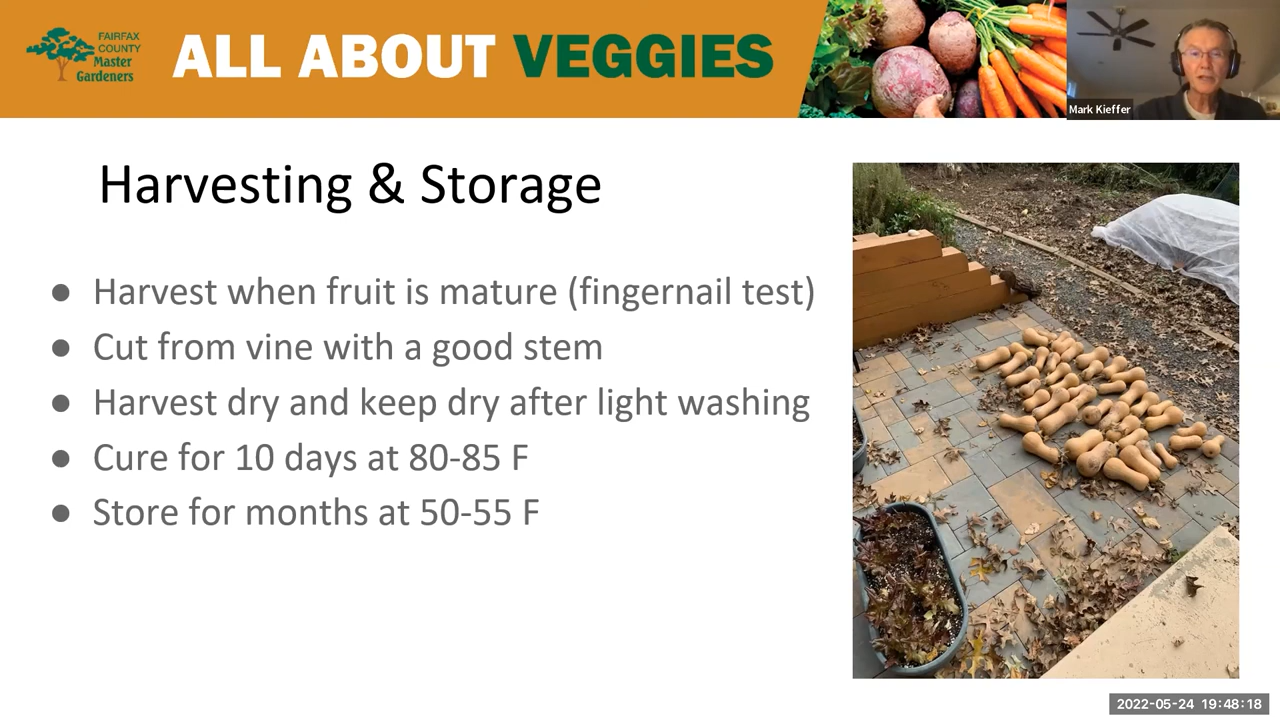 FAIRFAX
COUNTY
Master
Gardeners
ALL ABOUT VEGGIES
Mark Kieffer
Harvesting & Storage
● Harvest when fruit is mature (fingernail test)
● Cut from vine with a good stem
● Harvest dry and keep dry after light washing
● Cure for 10 days at 80-85 F
● Store for months at 50-55 F
2022-05-24 19:48:18